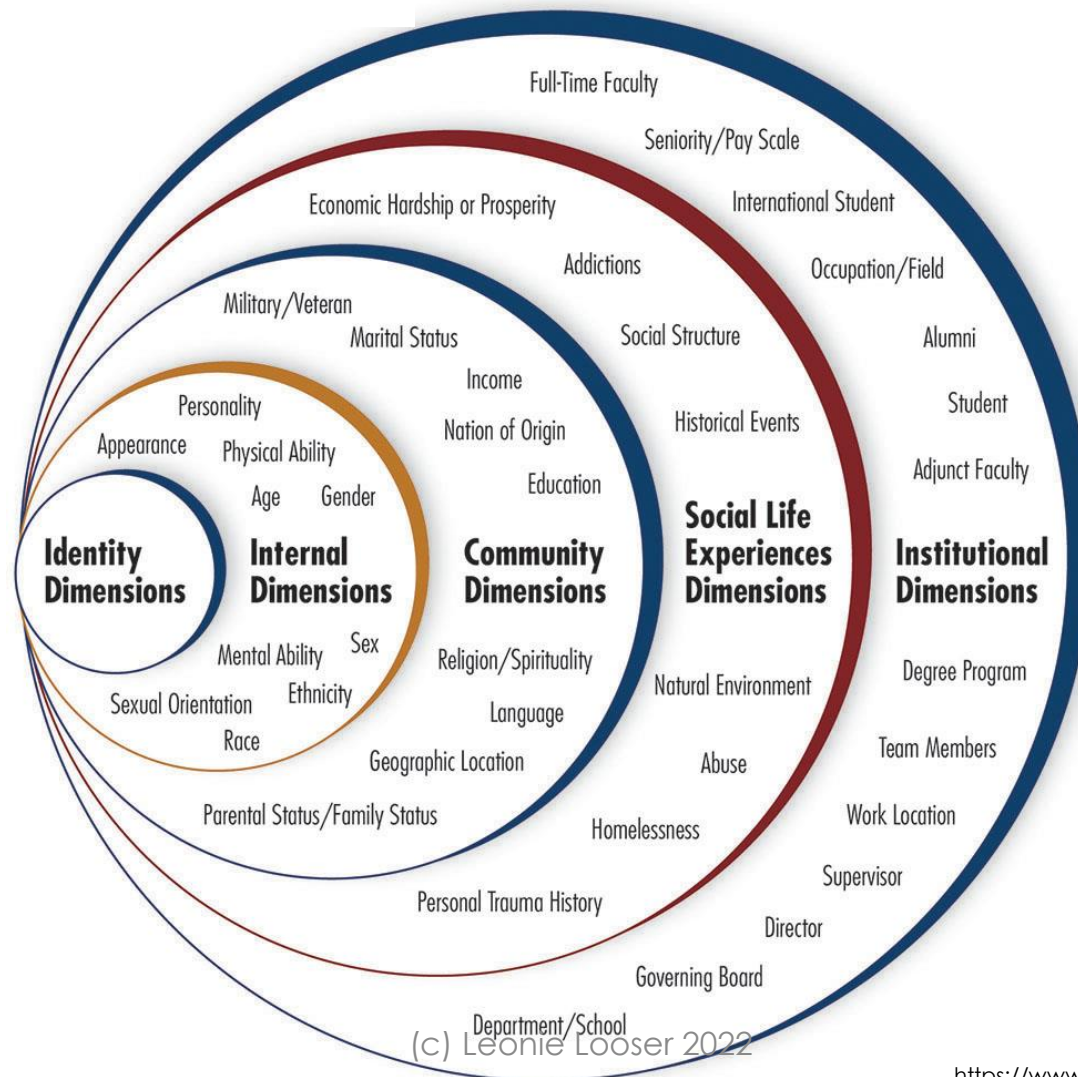 Full-Time Faculty
Seniority/Pay Scale
International Student
Economic Hardship or Prosperity
Addictions
Occupation/Field
Military/Veteran
Marital Status
Social Structure
Alumni
Income
Personality
Student
Nation of Origin
Historical Events
Appearance
Physical Ability
Adjunct Faculty
Education
Age
Gender
Identity
Dimensions
Internal
Dimensions
Community
Dimensions
Social Life
Experiences
Dimensions
Institutional
Dimensions
Sex
Mental Ability
Religion/Spirituality
Degree Program
Natural Environment
Ethnicity
Sexual Orientation
Language
Race
Team Members
Geographic Location
Abuse
Parental Status/Family Status
Work Location
Homelessness
Supervisor
Personal Trauma History
Director
Governing Board
Department/School
(c) Leonie Looser 2022
https://www